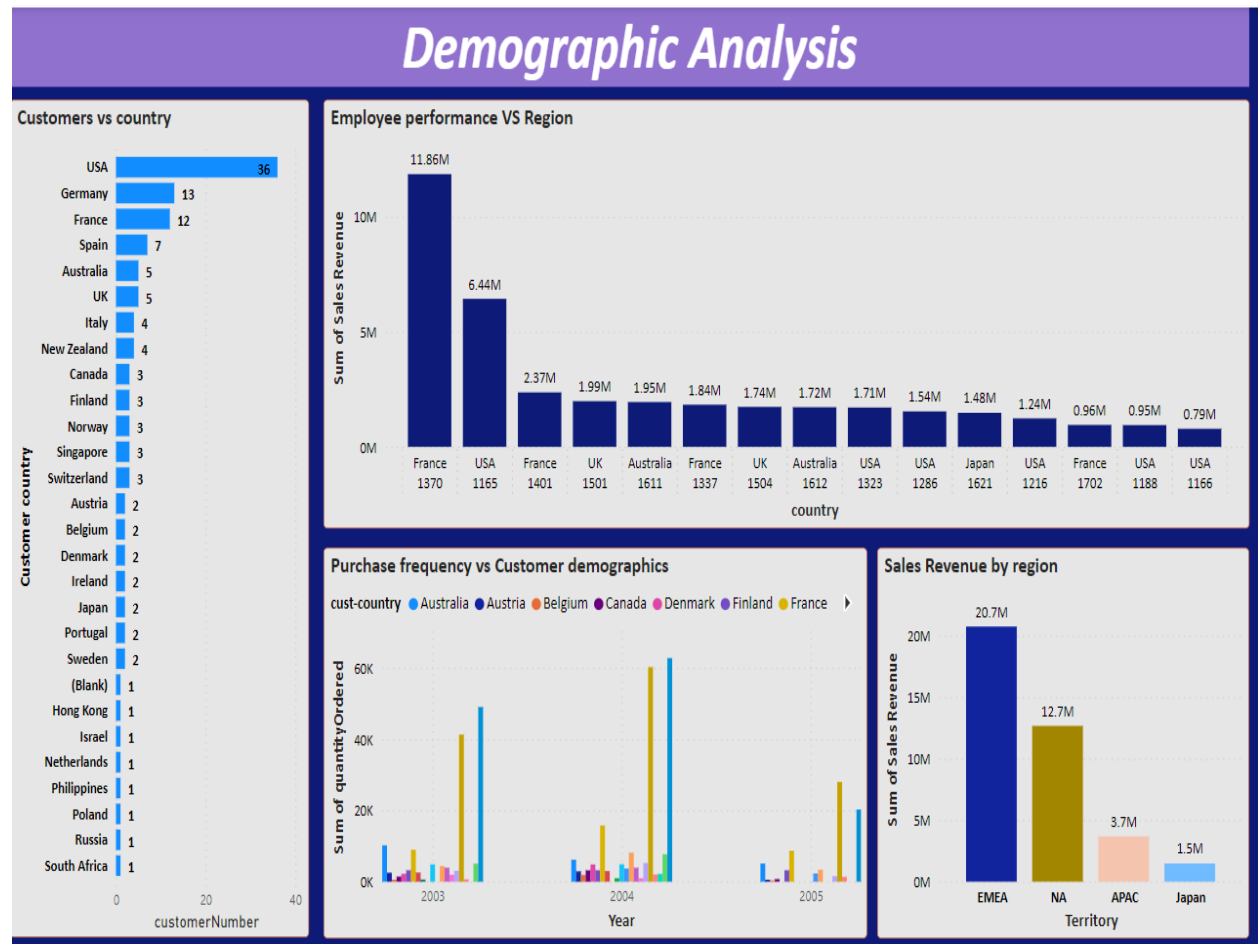 Demographic Analysis
Customers vs country
Customer country
USA 36
Germany 13
France 12
Spain 7
Australia 5
UK 5
Italy 4
New Zealand 4
Canada 3
Finland 3
Norway 3
Singapore 3
Switzerland 3
Austria 2
Belgium 2
Denmark 2
Ireland 2
Japan 2
Portugal 2
Sweden 2
(Blank) 1
Hong Kong 1
Israel 1
Netherlands 1
Philippines 1
Poland 1
Russia 1
South Africa 1
0 20 40
customerNumber
Employee performance VS Region
Sum of Sales Revenue
10M
5M
0M
11.86M 6.44M 2.37M 1.99M 1.95M 1.84M 1.74M 1.72M 1.71M 1.54M 1.48M 1.24M 0.96M 0.95M 0.79M
France USA France UK Australia France UK Australia USA USA Japan USA France USA USA
1370 1165 1401 1501 1611 1337 1504 1612 1323 1286 1621 1216 1702 1188 1166
country
Purchase frequency vs Customer demographics
cust-country Australia Austria Belgium Canada Denmark Finland France
Sum of quantityOrdered
60K
40K
20K
0K
2003 2004 2005
Year
Sales Revenue by region
Sum of Sales Revenue
20M
15M
10M
5M
0M
20.7M 12.7M 3.7M 1.5M
EMEA NA APAC Japan
Territory